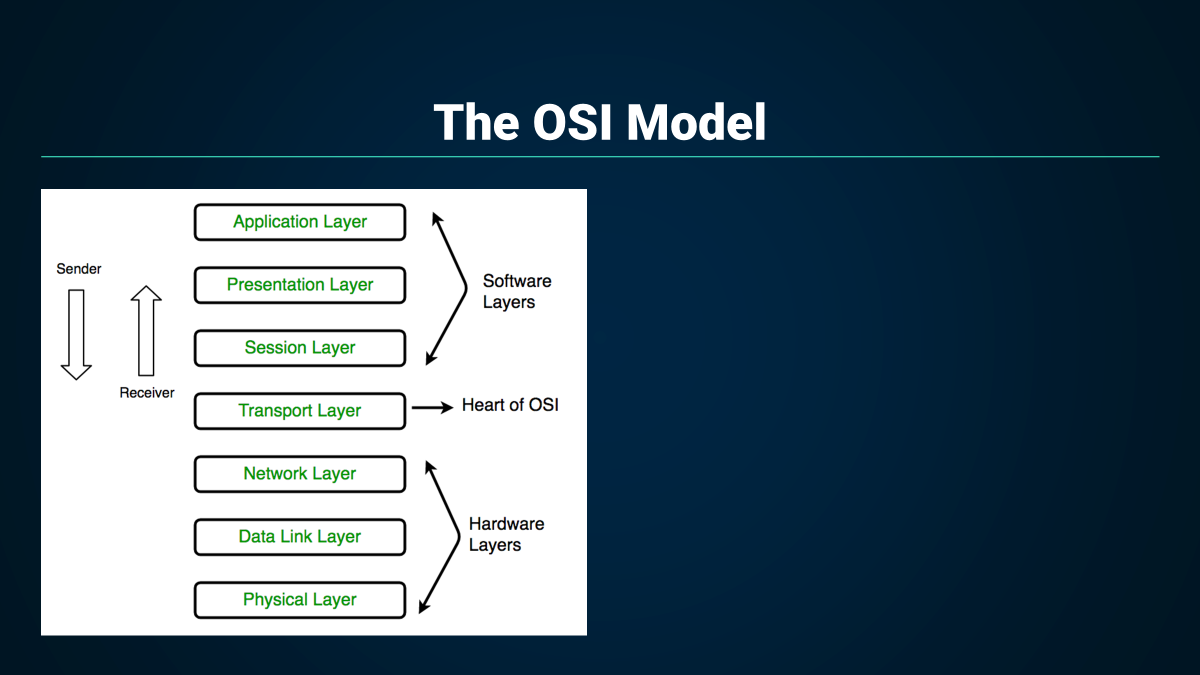 The OSI Model
Application Layer
Sender
Presentation Layer
Software
Layers
Session Layer
Receiver
Transport Layer
Heart of OSI
Network Layer
Data Link Layer
Hardware
Layers
Physical Layer